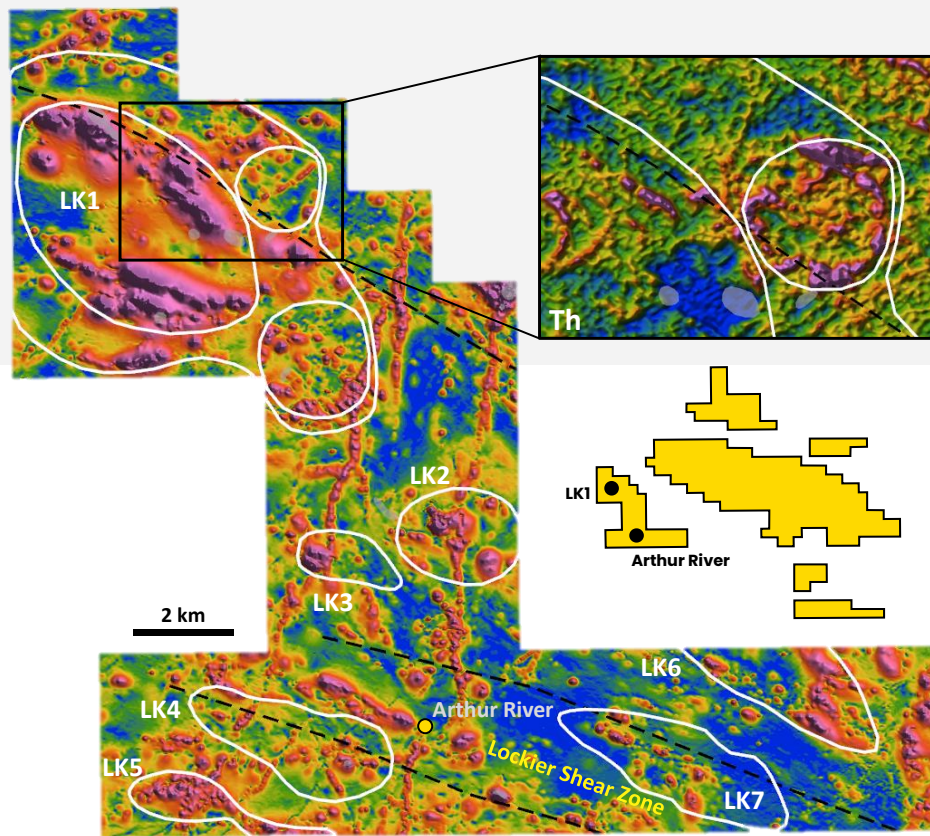 LK1
Th
LK2
LK1
Arthur River
LK3
2 km
LK6
LK4
Arthur River
Lockier Shear Zone
LK5
LK7